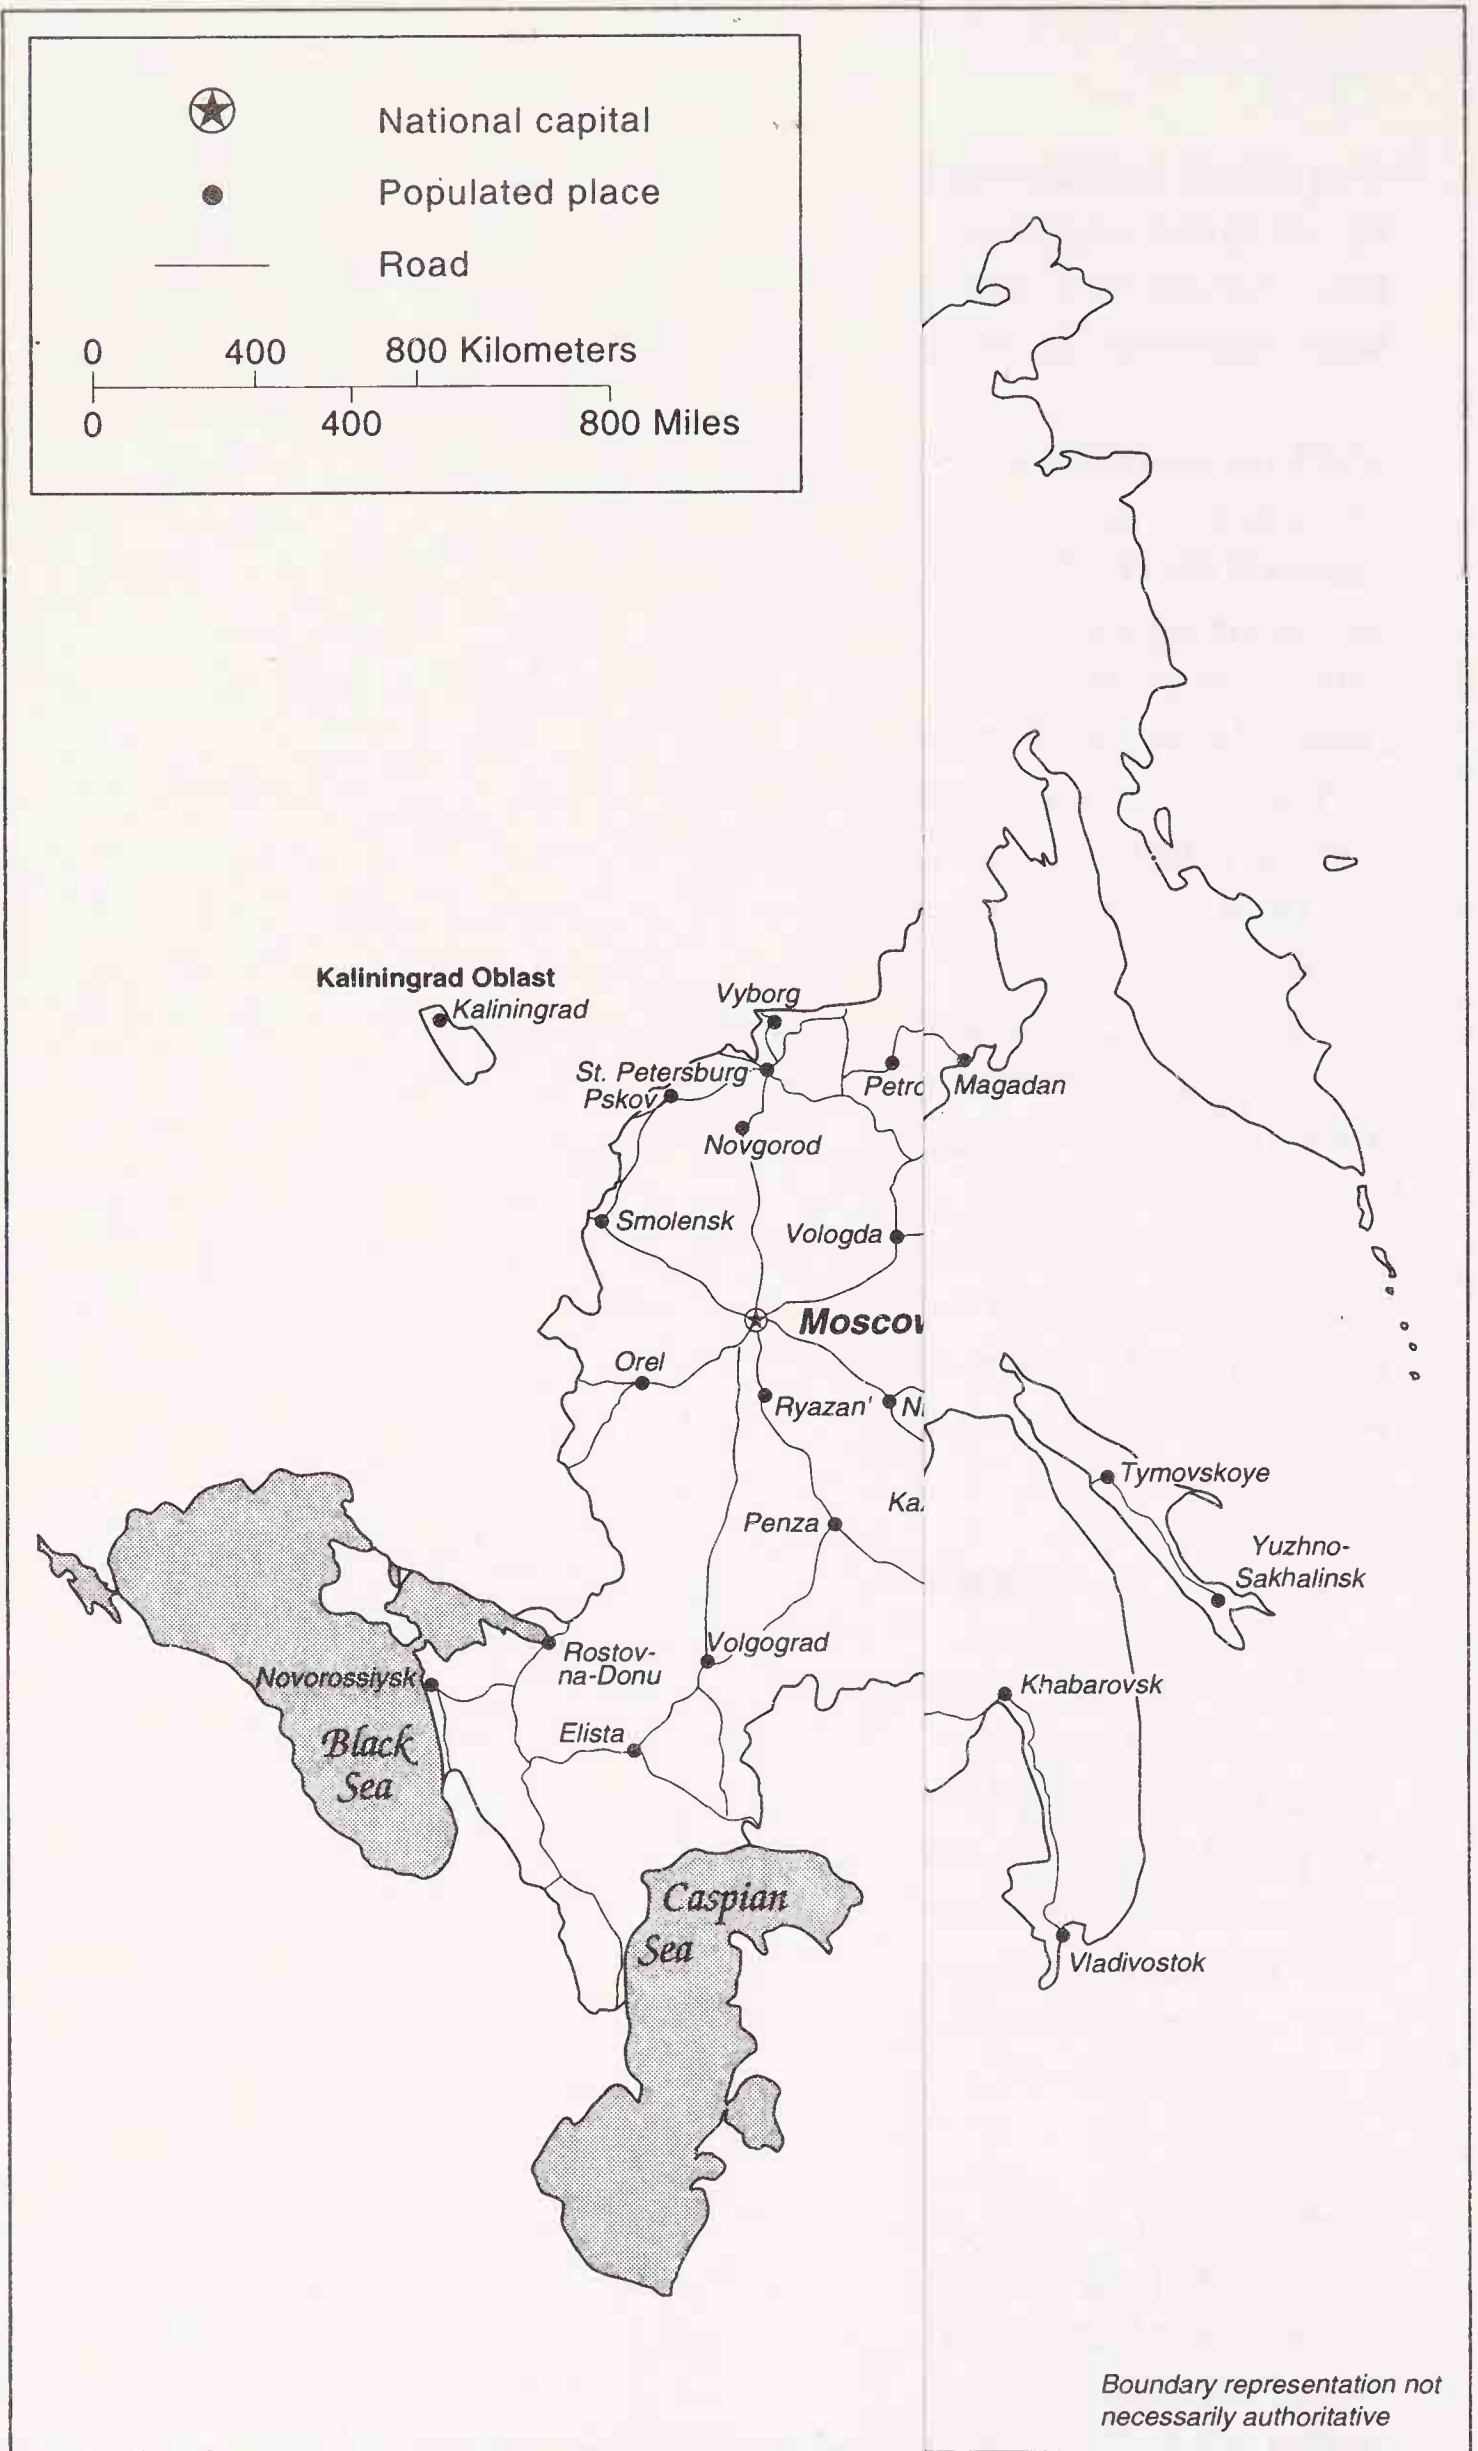 National capital
Populated place
Road
0 400 800 Kilometers
0 400 800 Miles
Kaliningrad Oblast
Kaliningrad
Vyborg
St. Petersburg
Pskov
Petro
Magadan
Novgorod
Smolensk
Vologda
Moscow
Orel
Ryazan'
Ni
Tymovskoye
Kaz
Penza
Yuzhno-
Sakhalinsk
Volgograd
Rostov-
na-Donu
Novorossiysk
Khabarovsk
Elista
Black
Sea
Caspian
Sea
Vladivostok
Boundary representation not
necessarily authoritative